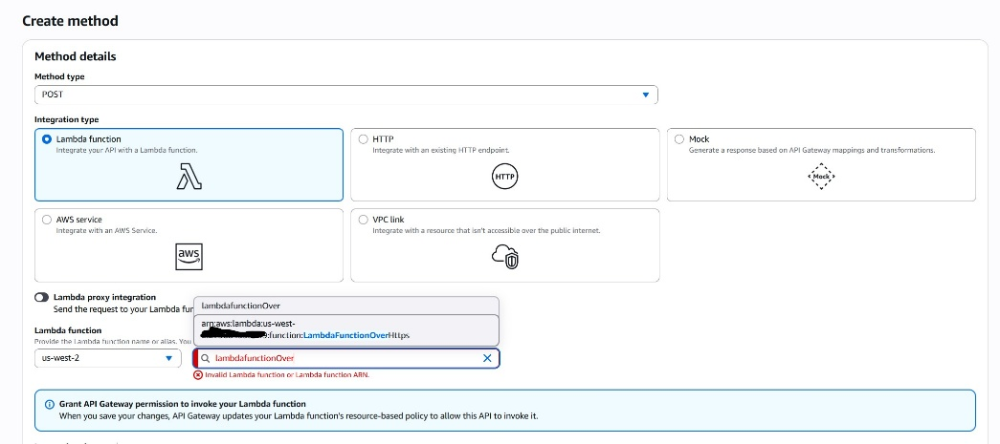 Create method
Method details
Method type
POST
Integration type
Lambda function
Integrate your API with a Lambda function.
HTTP
Integrate with an existing HTTP endpoint.
HTTP
Mock
Generate a response based on API Gateway mappings and transformations.
Mock
AWS service
Integrate with an AWS Service.
aws
VPC link
Integrate with a resource that isn't accessible over the public internet.
Lambda proxy integration
Send the request to your Lambda fur
lambdafunctionOver
arn:aws:lambda:us-west-
9:function:LambdaFunctionOverHttps
Lambda function
Provide the Lambda function name or alias. You
us-west-2
lambdafunctionOver
Invalid Lambda function or Lambda function ARN.
Grant API Gateway permission to invoke your Lambda function
When you save your changes, API Gateway updates your Lambda function's resource-based policy to allow this API to invoke it.